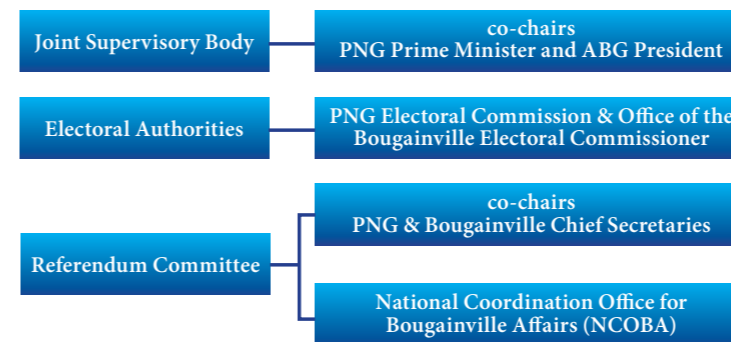 Joint Supervisory Body
co-chairs
PNG Prime Minister and ABG President
Electoral Authorities
PNG Electoral Commission & Office of the
Bougainville Electoral Commissioner
Referendum Committee
co-chairs
PNG & Bougainville Chief Secretaries
National Coordination Office for
Bougainville Affairs (NCOBA)